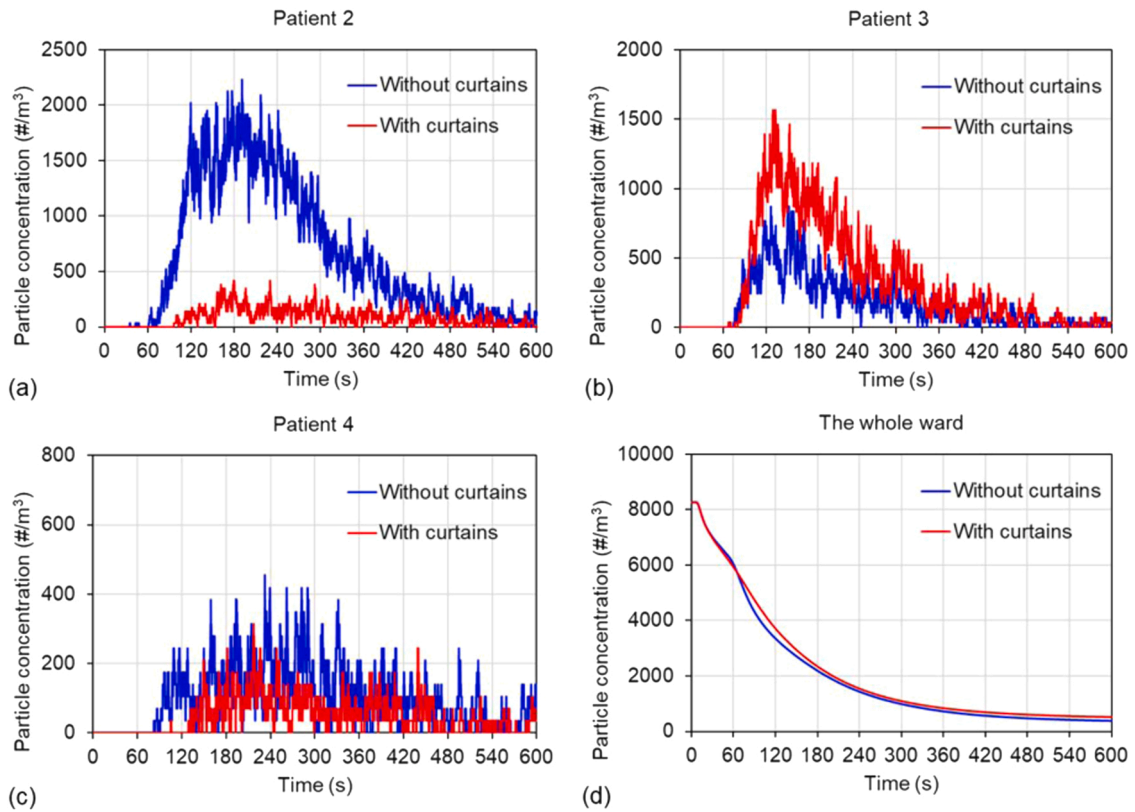 Patient 2
Particle concentration (#/m³)
2500
2000
1500
1000
500
0
Without curtains
With curtains
0 60 120 180 240 300 360 420 480 540 600
Time (s)
(a)
Patient 3
Particle concentration (#/m³)
2000
1500
1000
500
0
Without curtains
With curtains
0 60 120 180 240 300 360 420 480 540 600
Time (s)
(b)
Patient 4
Particle concentration (#/m³)
800
600
400
200
0
Without curtains
With curtains
0 60 120 180 240 300 360 420 480 540 600
Time (s)
(c)
The whole ward
Particle concentration (#/m³)
10000
8000
6000
4000
2000
0
Without curtains
With curtains
0 60 120 180 240 300 360 420 480 540 600
Time (s)
(d)